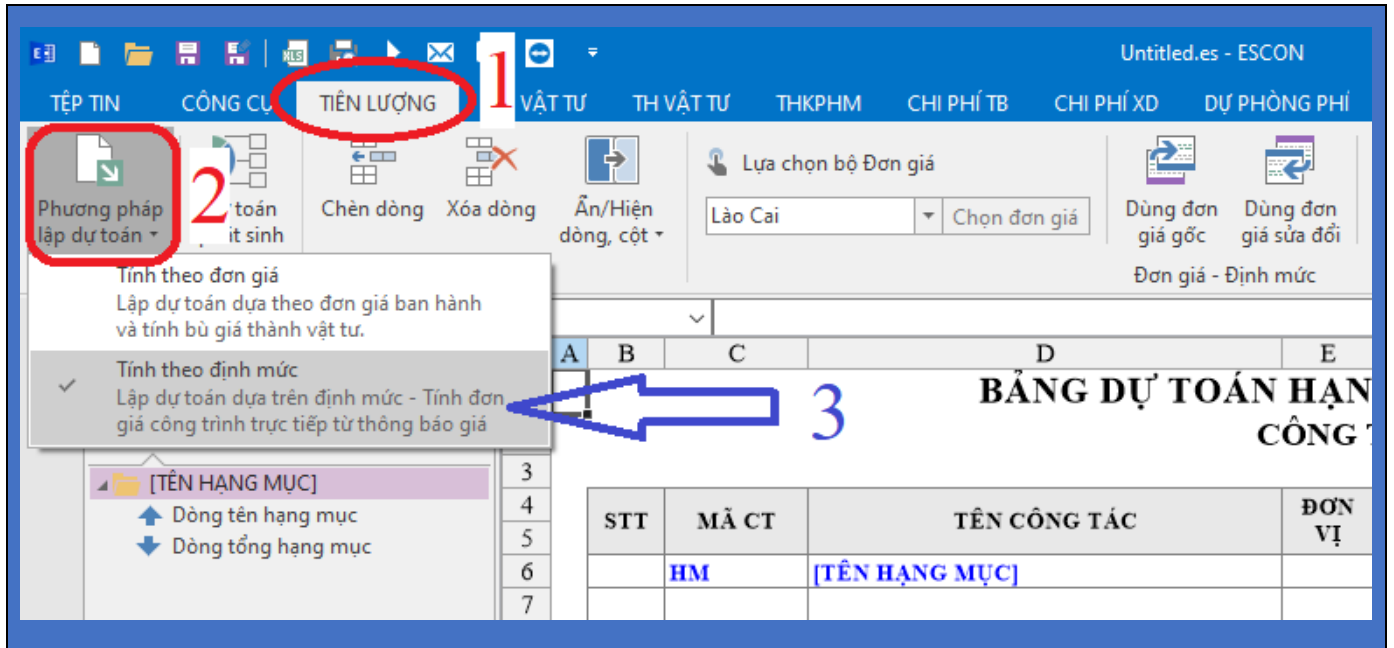 Untitled.es - ESCON
TỆP TIN CÔNG CỤ TIÊN LƯỢNG 1 VẬT TƯ TH VẬT TƯ THKPHM CHI PHÍ TB CHI PHÍ XD DỰ PHÒNG PHÍ
XLS
Phương pháp
lập dự toán
2
toán
sinh
Chèn dòng
Xóa dòng
Ẩn/Hiện
dòng, cột
Lựa chọn bộ Đơn giá
Lào Cai
Chọn đơn giá
Dùng đơn
giá gốc
Dùng đơn
giá sửa đổi
Đơn giá - Định mức
Tính theo đơn giá
Lập dự toán dựa theo đơn giá ban hành
và tính bù giá thành vật tư.
Tính theo định mức
Lập dự toán dựa trên định mức - Tính đơn
giá công trình trực tiếp từ thông báo giá
3
A B C D E
BẢNG DỰ TOÁN HẠN
CÔNG
[TÊN HẠNG MỤC]
Dòng tên hạng mục
Dòng tổng hạng mục
3
4
5
STT MÃ CT TÊN CÔNG TÁC ĐƠN
VỊ
6 HM [TÊN HẠNG MỤC]
7